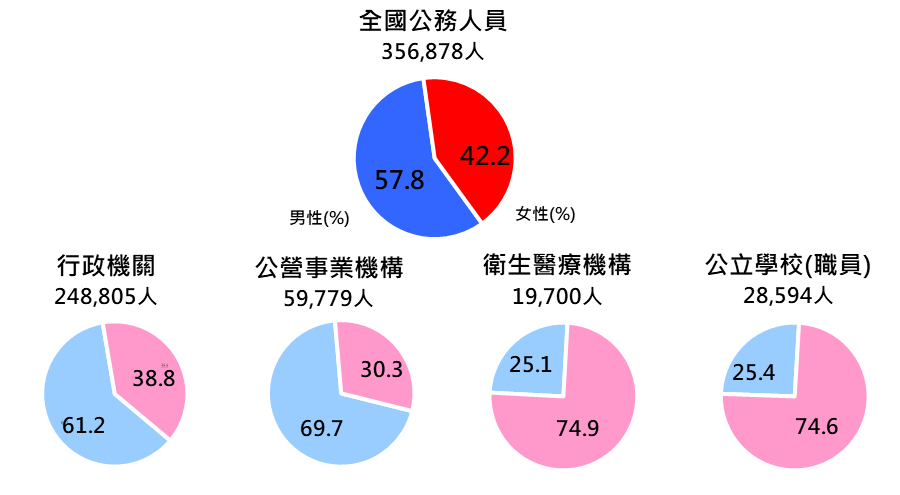 全國公務人員
356,878人
42.2
57.8
男性(%)
女性(%)
行政機關
248,805人
38.8
61.2
公營事業機構
59,779人
30.3
69.7
衛生醫療機構
19,700人
25.1
74.9
公立學校(職員)
28,594人
25.4
74.6